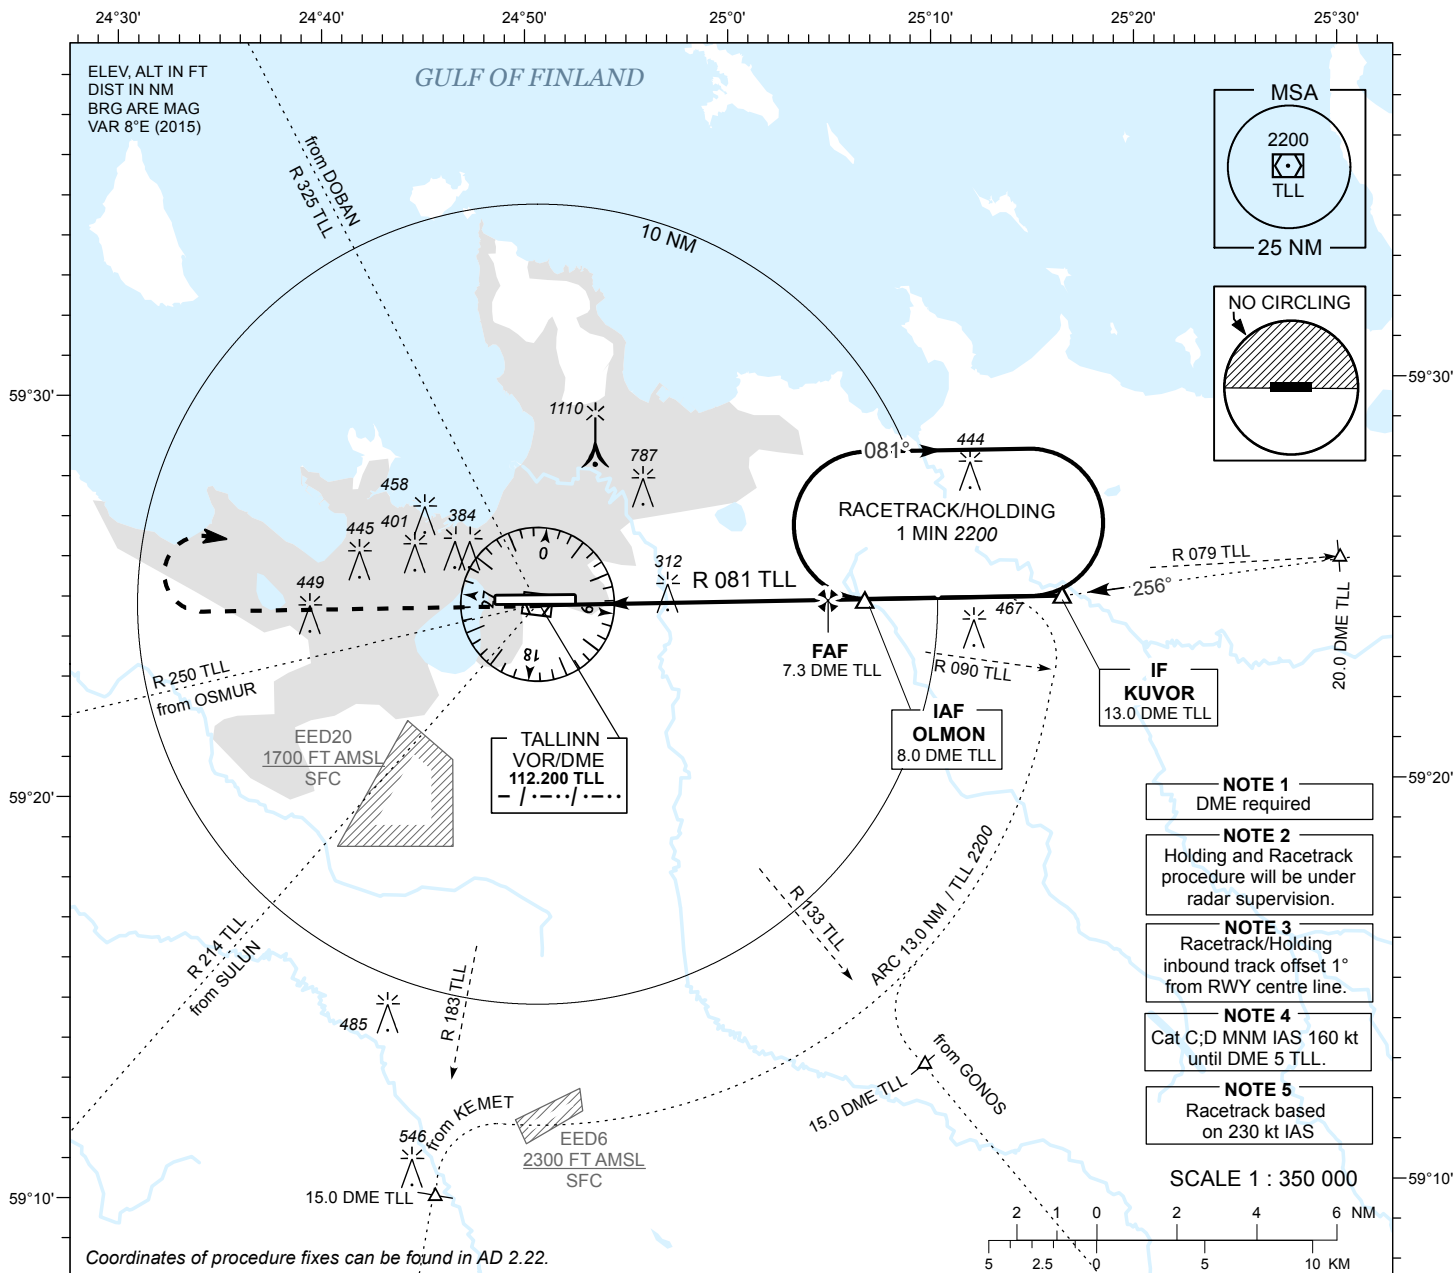 24°30'
24°40'
24°50'
25°0'
25°10'
25°20'
25°30'
ELEV, ALT IN FT
DIST IN NM
BRG ARE MAG
VAR 8°E (2015)
GULF OF FINLAND
MSA
2200
TLL
25 NM
from DOBAN
R 325 TLL
10 NM
NO CIRCLING
59°30'
59°30'
1110
787
444
081°
RACETRACK/HOLDING
1 MIN 2200
458
445
401
384
449
312
R 081 TLL
R 079 TLL
256°
467
0
9
18
27
FAF
7.3 DME TLL
R 090 TLL
20.0 DME TLL
IF
KUVOR
13.0 DME TLL
IAF
OLMON
8.0 DME TLL
R 250 TLL
from OSMUR
EED20
1700 FT AMSL
SFC
TALLINN
VOR/DME
112.200 TLL
59°20'
59°20'
NOTE 1
DME required
NOTE 2
Holding and Racetrack
procedure will be under
radar supervision.
NOTE 3
Racetrack/Holding
inbound track offset 1°
from RWY centre line.
NOTE 4
Cat C;D MNM IAS 160 kt
until DME 5 TLL.
NOTE 5
Racetrack based
on 230 kt IAS
ARC 13.0 NM / TLL 2200
R 133 TLL
R 214 TLL
from SULUN
R 183 TLL
485
from GONOS
15.0 DME TLL
from KEMET
EED6
2300 FT AMSL
SFC
546
15.0 DME TLL
59°10'
59°10'
SCALE 1 : 350 000
2 1 0 2 4 6 NM
5 2.5 0 5 10 KM
Coordinates of procedure fixes can be found in AD 2.22.